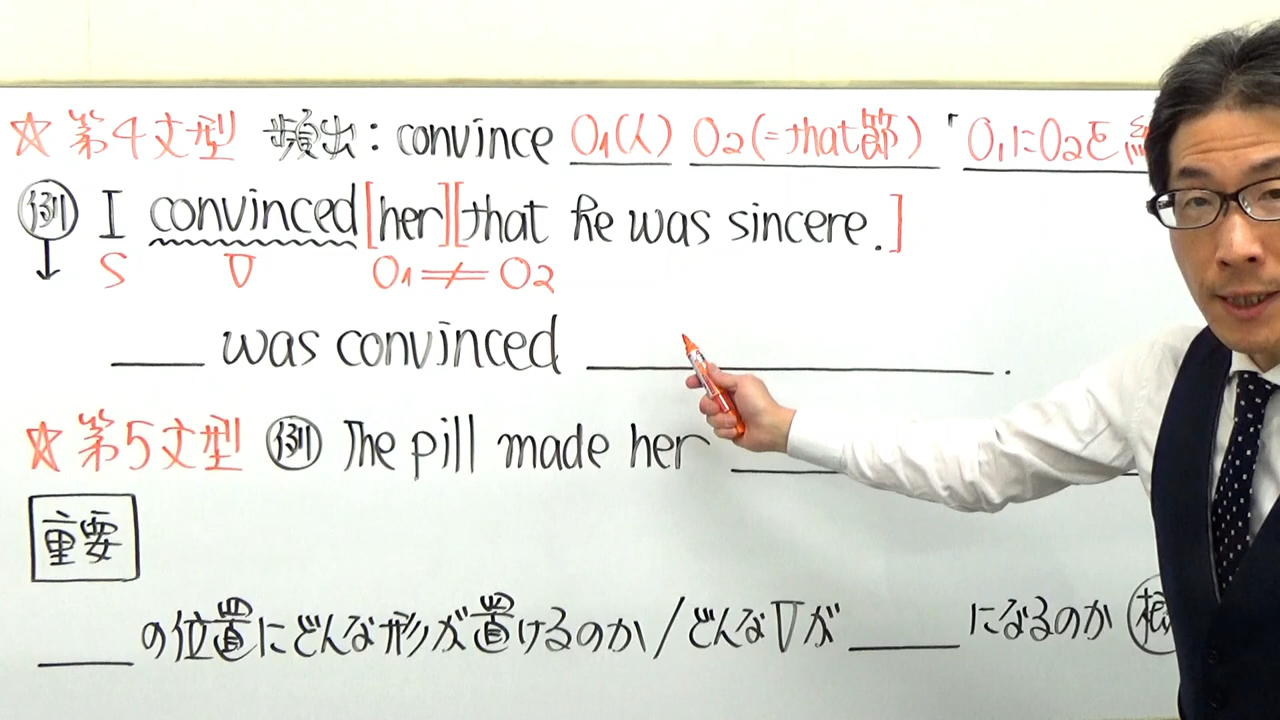 ☆第4文型 頻出：convince O₁(人) O₂(=that節)「O₁にO₂を
例 I convinced [her][that he was sincere.]
↓ S V O₁≠O₂
___ was convinced ___.
☆第5文型 例 The pill made her ___
重要
___の位置にどんな形が置けるのか/どんなVが___になるのか